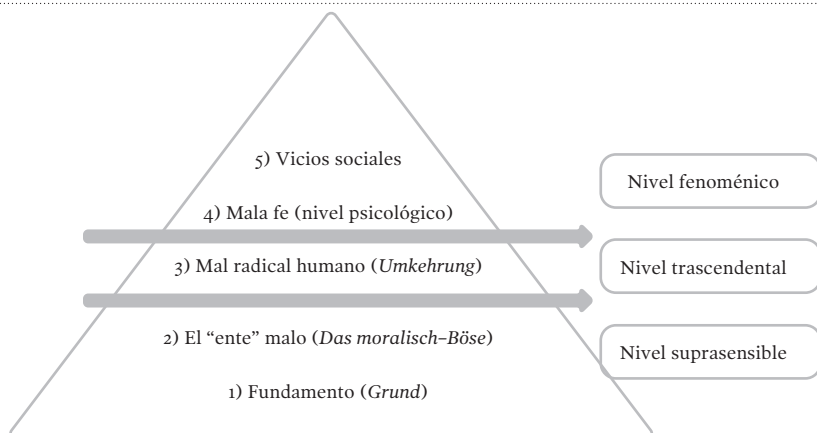 5) Vicios sociales
Nivel fenoménico
4) Mala fe (nivel psicológico)
3) Mal radical humano (Umkehrung)
Nivel trascendental
2) El “ente” malo (Das moralisch–Böse)
Nivel suprasensible
1) Fundamento (Grund)